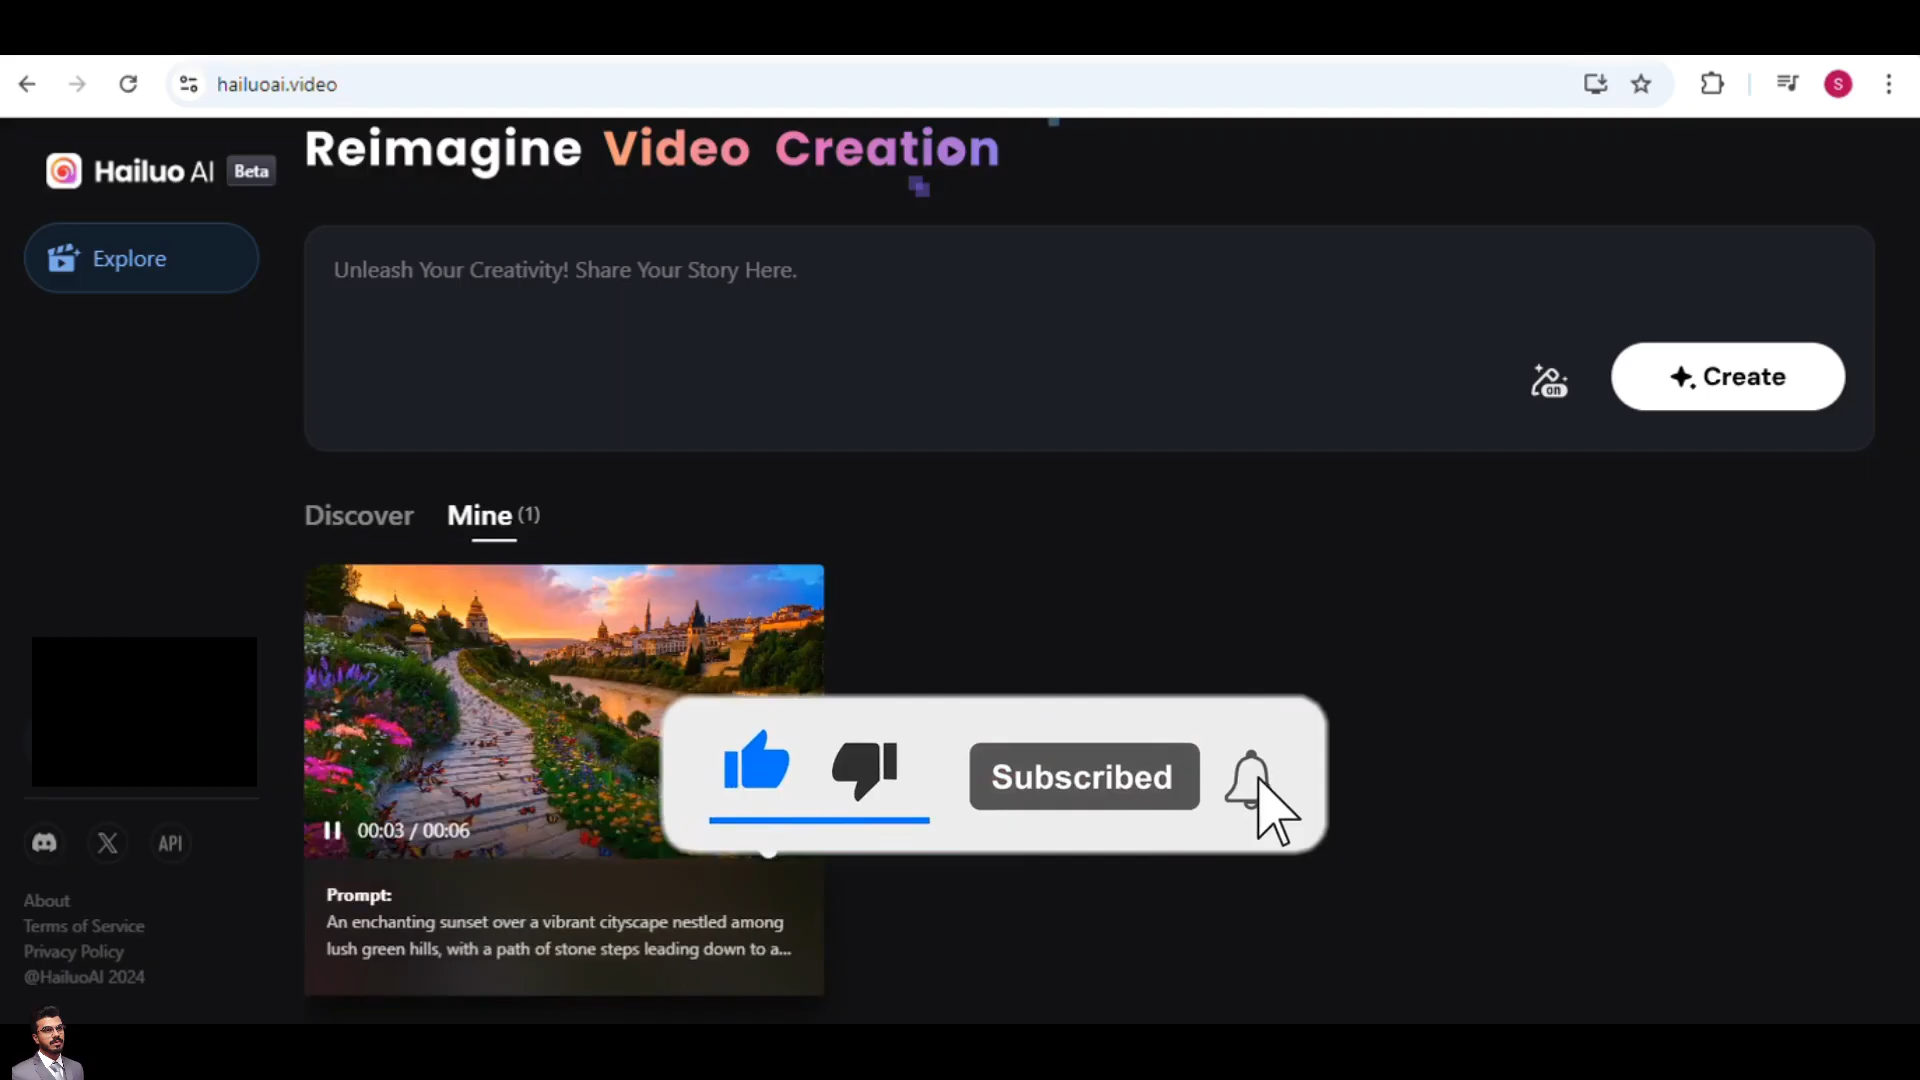 hailuoai.video
S
Hailuo AI Beta
Reimagine Video Creation
Explore
Unleash Your Creativity! Share Your Story Here.
on
Create
Discover Mine (1)
00:03 / 00:06
Subscribed
Prompt:
An enchanting sunset over a vibrant cityscape nestled among
lush green hills, with a path of stone steps leading down to a...
API
About
Terms of Service
Privacy Policy
@HailuoAI 2024